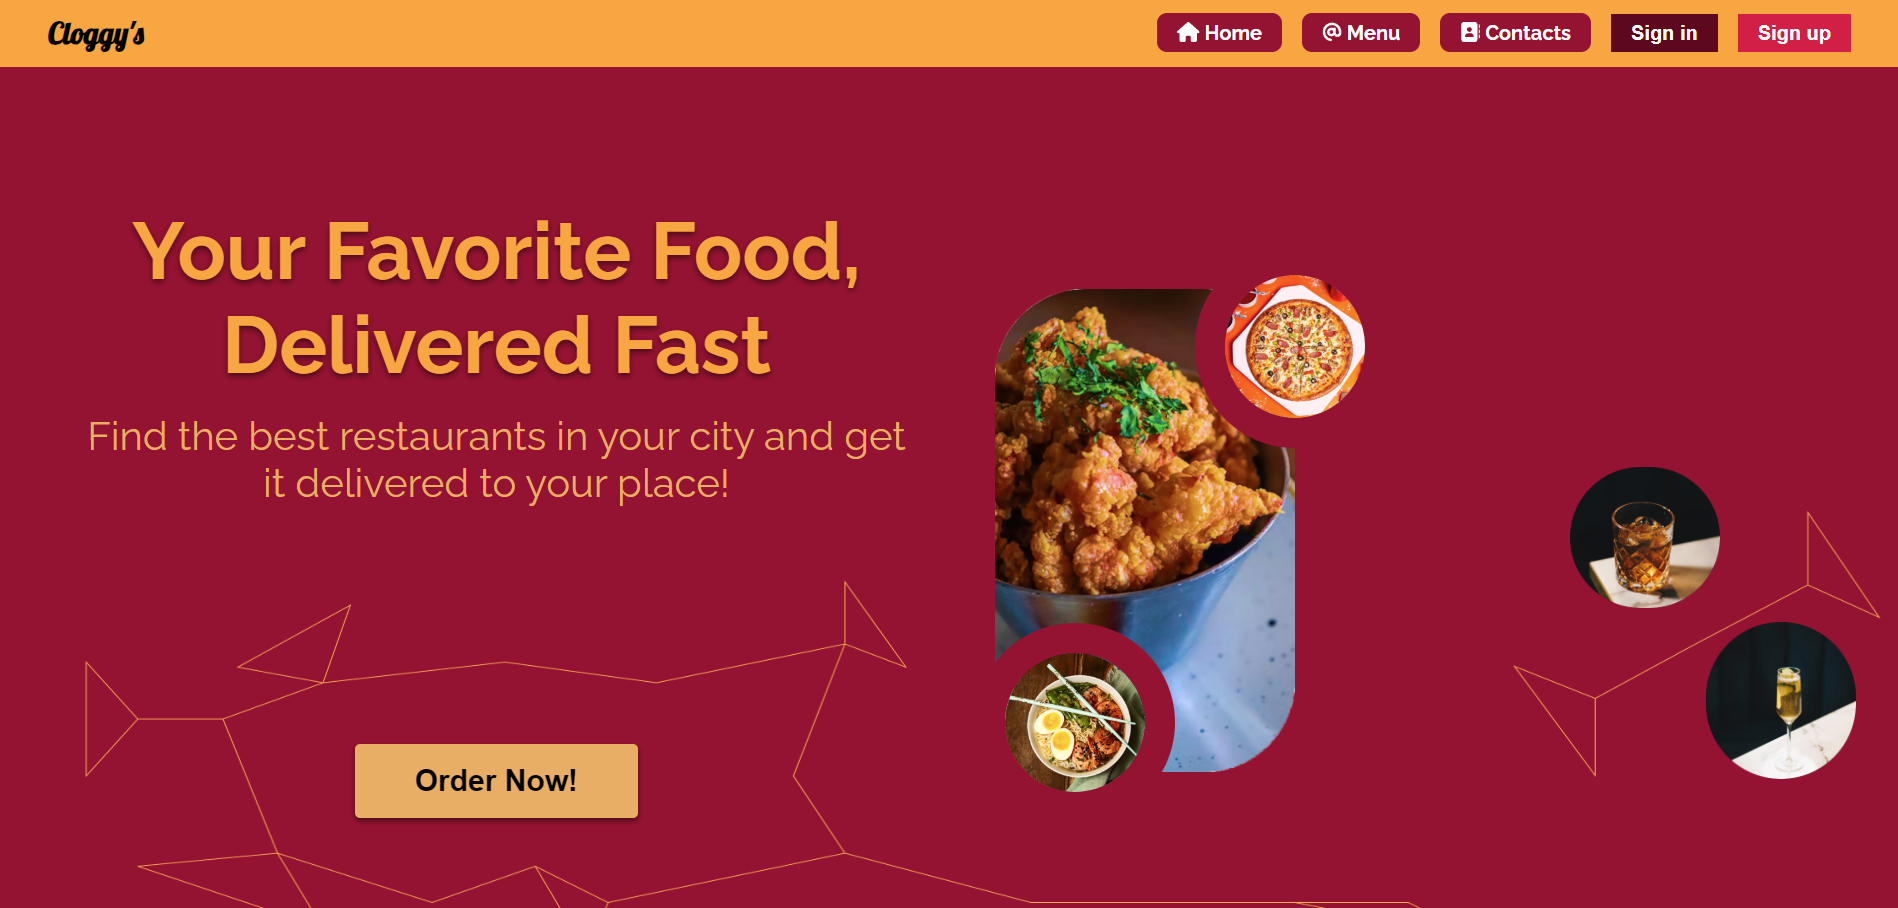 Cloggy's
Home
Menu
Contacts
Sign in
Sign up
Your Favorite Food,
Delivered Fast
Find the best restaurants in your city and get
it delivered to your place!
Order Now!